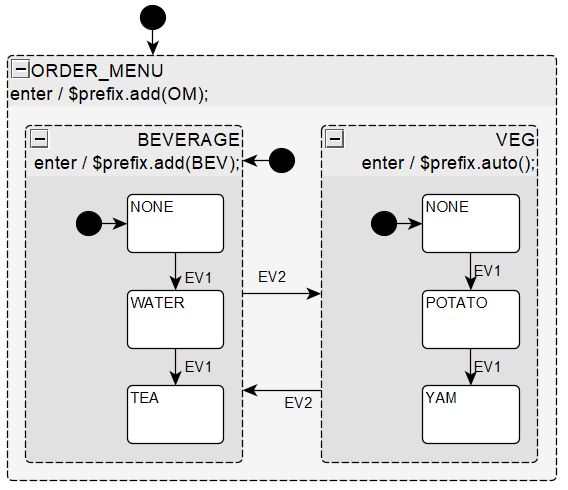 ORDER_MENU
enter / $prefix.add(OM);
BEVERAGE
enter / $prefix.add(BEV);
NONE
EV1
WATER
EV1
TEA
EV2
EV2
VEG
enter / $prefix.auto();
NONE
EV1
POTATO
EV1
YAM